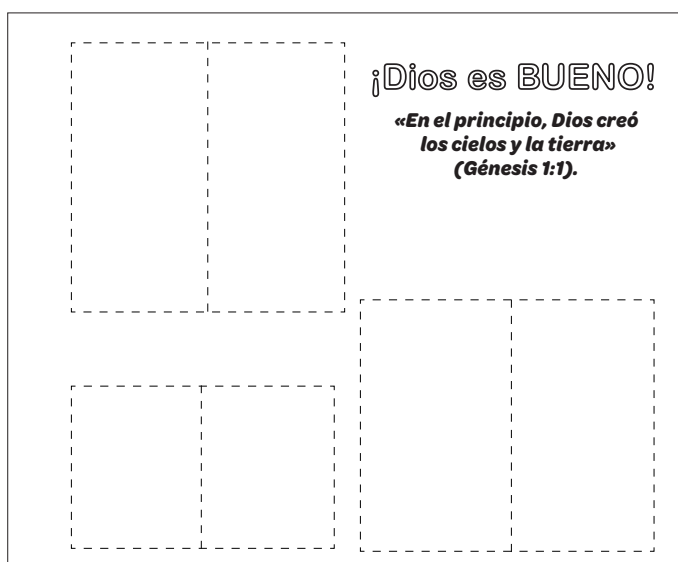 ¡Dios es BUENO!
«En el principio, Dios creó
los cielos y la tierra»
(Génesis 1:1).